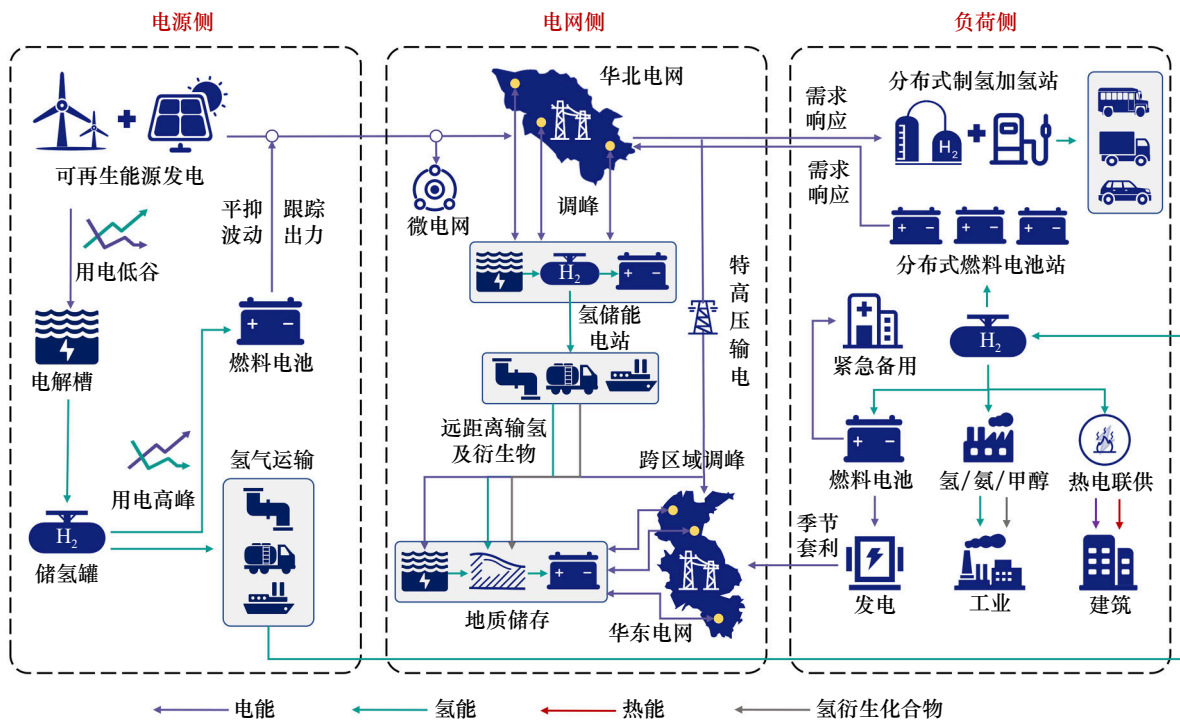 电源侧
电网侧
负荷侧
可再生能源发电
用电低谷
平抑
波动
跟踪
出力
电解槽
燃料电池
用电高峰
氢气运输
H2
储氢罐
华北电网
微电网
调峰
H2
氢储能
电站
特高压输电
远距离输氢
及衍生物
跨区域调峰
地质储存
华东电网
需求
响应
需求
响应
分布式制氢加氢站
H2
分布式燃料电池站
H2
紧急备用
燃料电池
氢/氨/甲醇
热电联供
季节
套利
发电
工业
建筑
电能
氢能
热能
氢衍生化合物